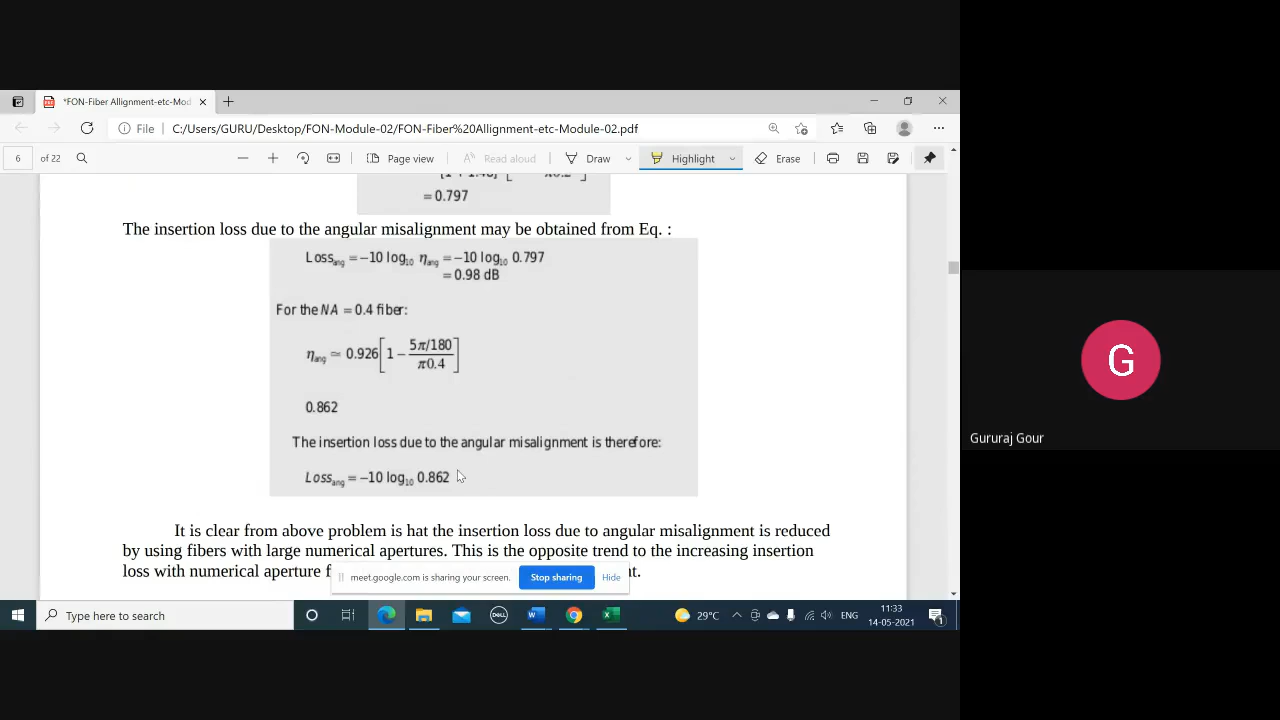 *FON-Fiber Allignment-etc-Mod
File C:/Users/GURU/Desktop/FON-Module-02/FON-Fiber%20Allignment-etc-Module-02.pdf
6 of 22 Page view Read aloud Draw Highlight Erase
= 0.797
The insertion loss due to the angular misalignment may be obtained from Eq. :
Loss_ang = −10 log₁₀ η_ang = −10 log₁₀ 0.797
= 0.98 dB
For the NA = 0.4 fiber:
η_ang ≃ 0.926[1 − (5π/180)/(π0.4)]
0.862
The insertion loss due to the angular misalignment is therefore:
Loss_ang = −10 log₁₀ 0.862
It is clear from above problem is hat the insertion loss due to angular misalignment is reduced
by using fibers with large numerical apertures. This is the opposite trend to the increasing insertion
loss with numerical aperture
meet.google.com is sharing your screen. Stop sharing Hide
Type here to search DELL 29°C ENG 11:33
14-05-2021
1
G
Gururaj Gour